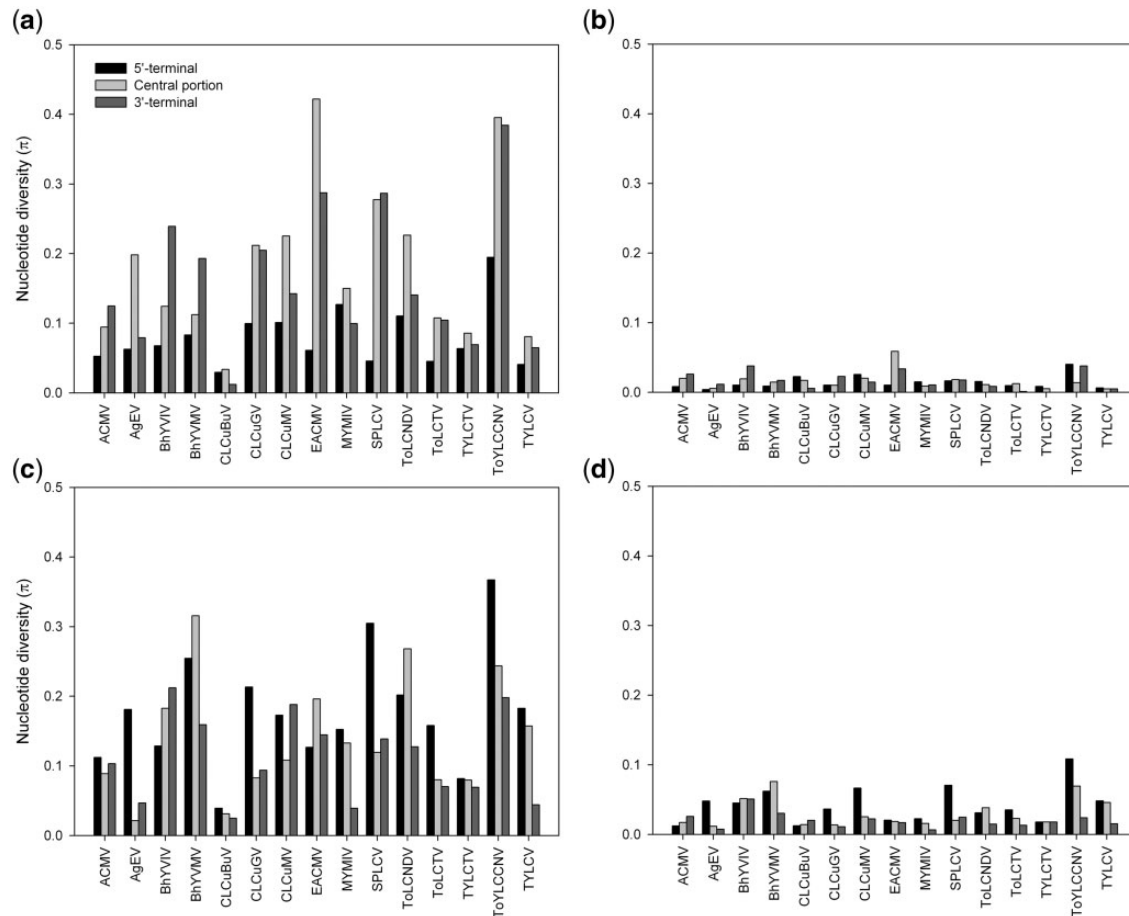 (a)
0.5
0.4
0.3
0.2
0.1
0.0
Nucleotide diversity (π)
5'-terminal
Central portion
3'-terminal
ACMV
AgEV
BhYVIV
BhYVMV
CLCuBuV
CLCuGV
CLCuMV
EACMV
MYMIV
SPLCV
ToLCNDV
ToLCTV
TYLCTV
ToYLCCNV
TYLCV
(b)
0.5
0.4
0.3
0.2
0.1
0.0
ACMV
AgEV
BhYVIV
BhYVMV
CLCuBuV
CLCuGV
CLCuMV
EACMV
MYMIV
SPLCV
ToLCNDV
ToLCTV
TYLCTV
ToYLCCNV
TYLCV
(c)
0.5
0.4
0.3
0.2
0.1
0.0
Nucleotide diversity (π)
ACMV
AgEV
BhYVIV
BhYVMV
CLCuBuV
CLCuGV
CLCuMV
EACMV
MYMIV
SPLCV
ToLCNDV
ToLCTV
TYLCTV
ToYLCCNV
TYLCV
(d)
0.5
0.4
0.3
0.2
0.1
0.0
ACMV
AgEV
BhYVIV
BhYVMV
CLCuBuV
CLCuGV
CLCuMV
EACMV
MYMIV
SPLCV
ToLCNDV
ToLCTV
TYLCTV
ToYLCCNV
TYLCV